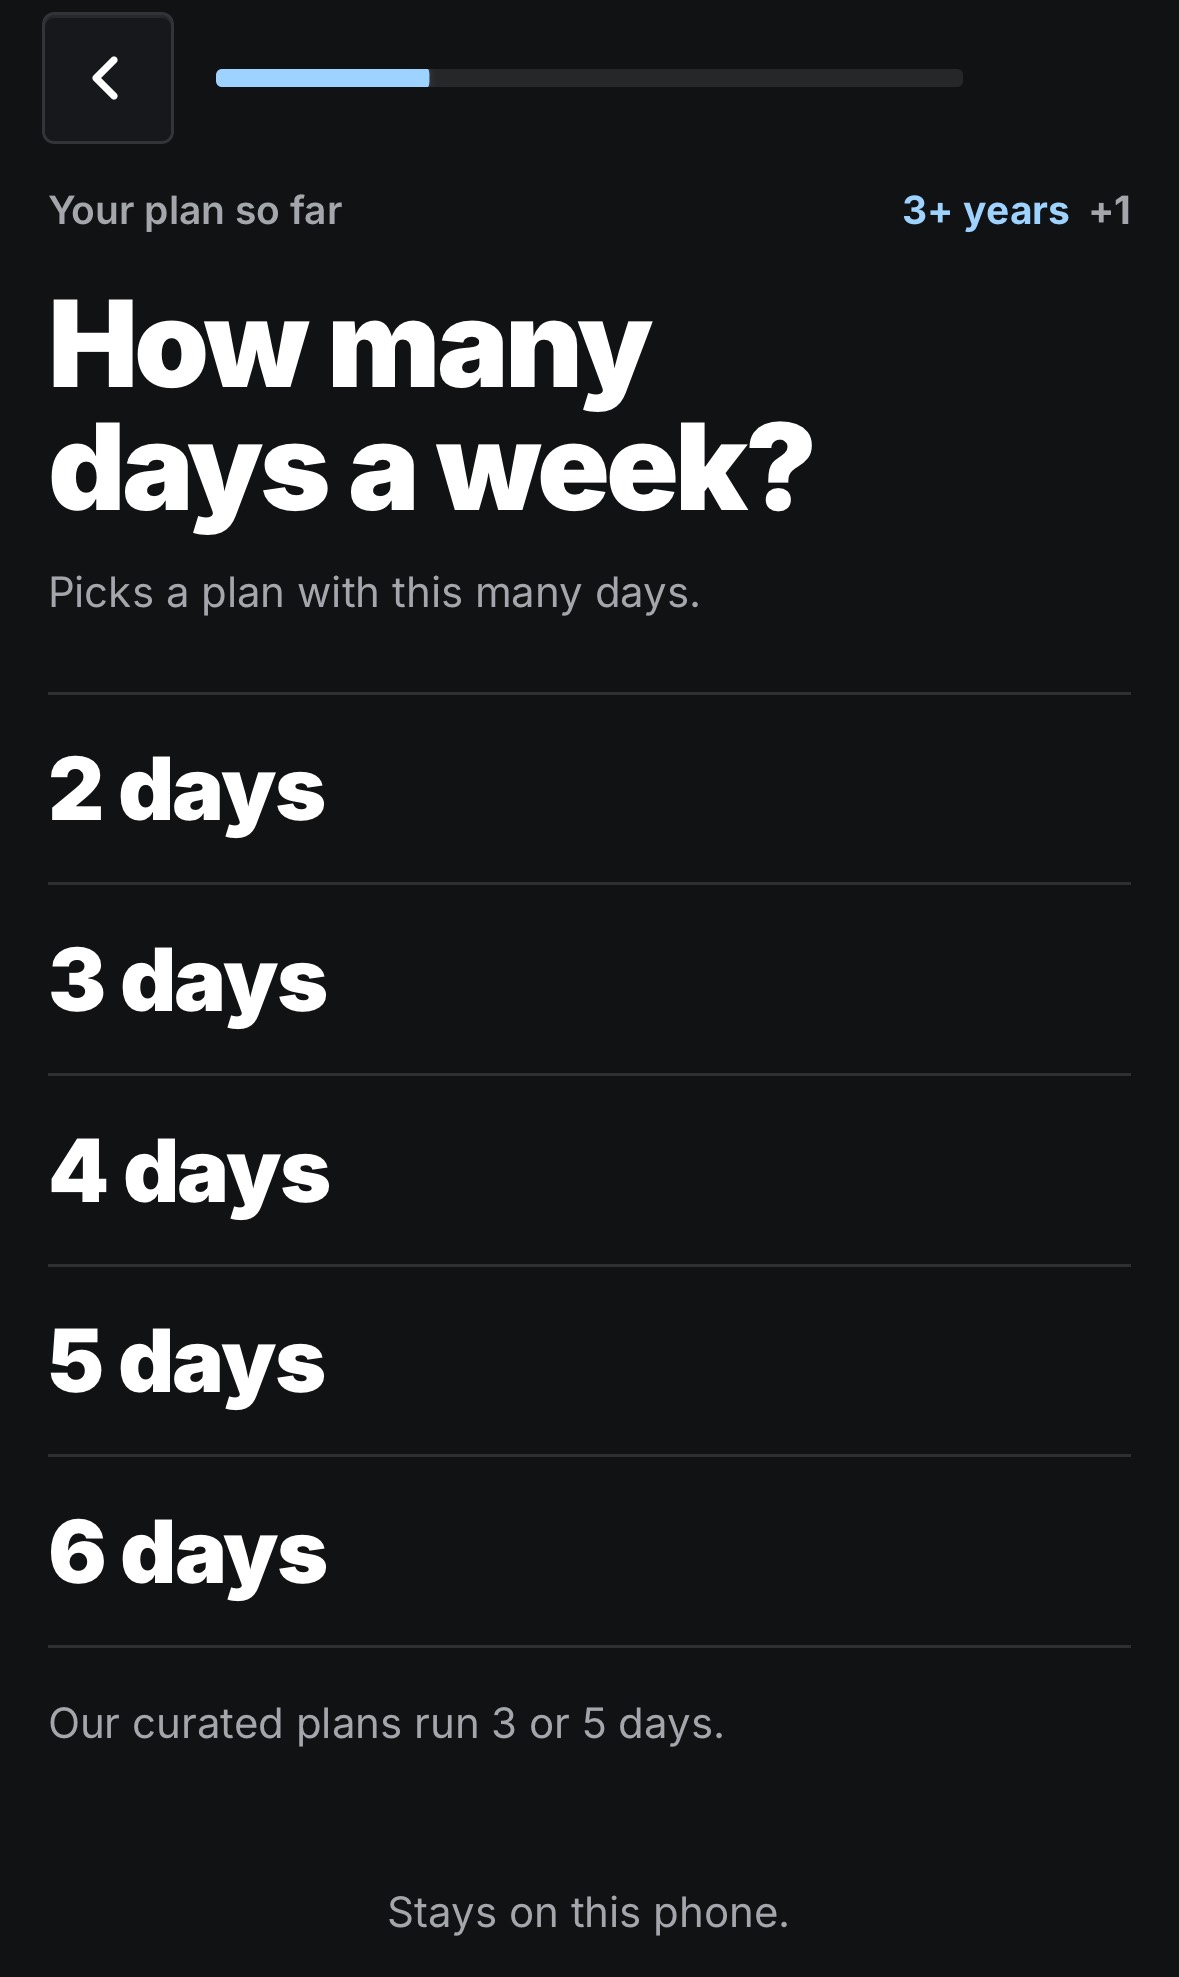 Your plan so far
3+ years +1
How many
days a week?
Picks a plan with this many days.
2 days
3 days
4 days
5 days
6 days
Our curated plans run 3 or 5 days.
Stays on this phone.